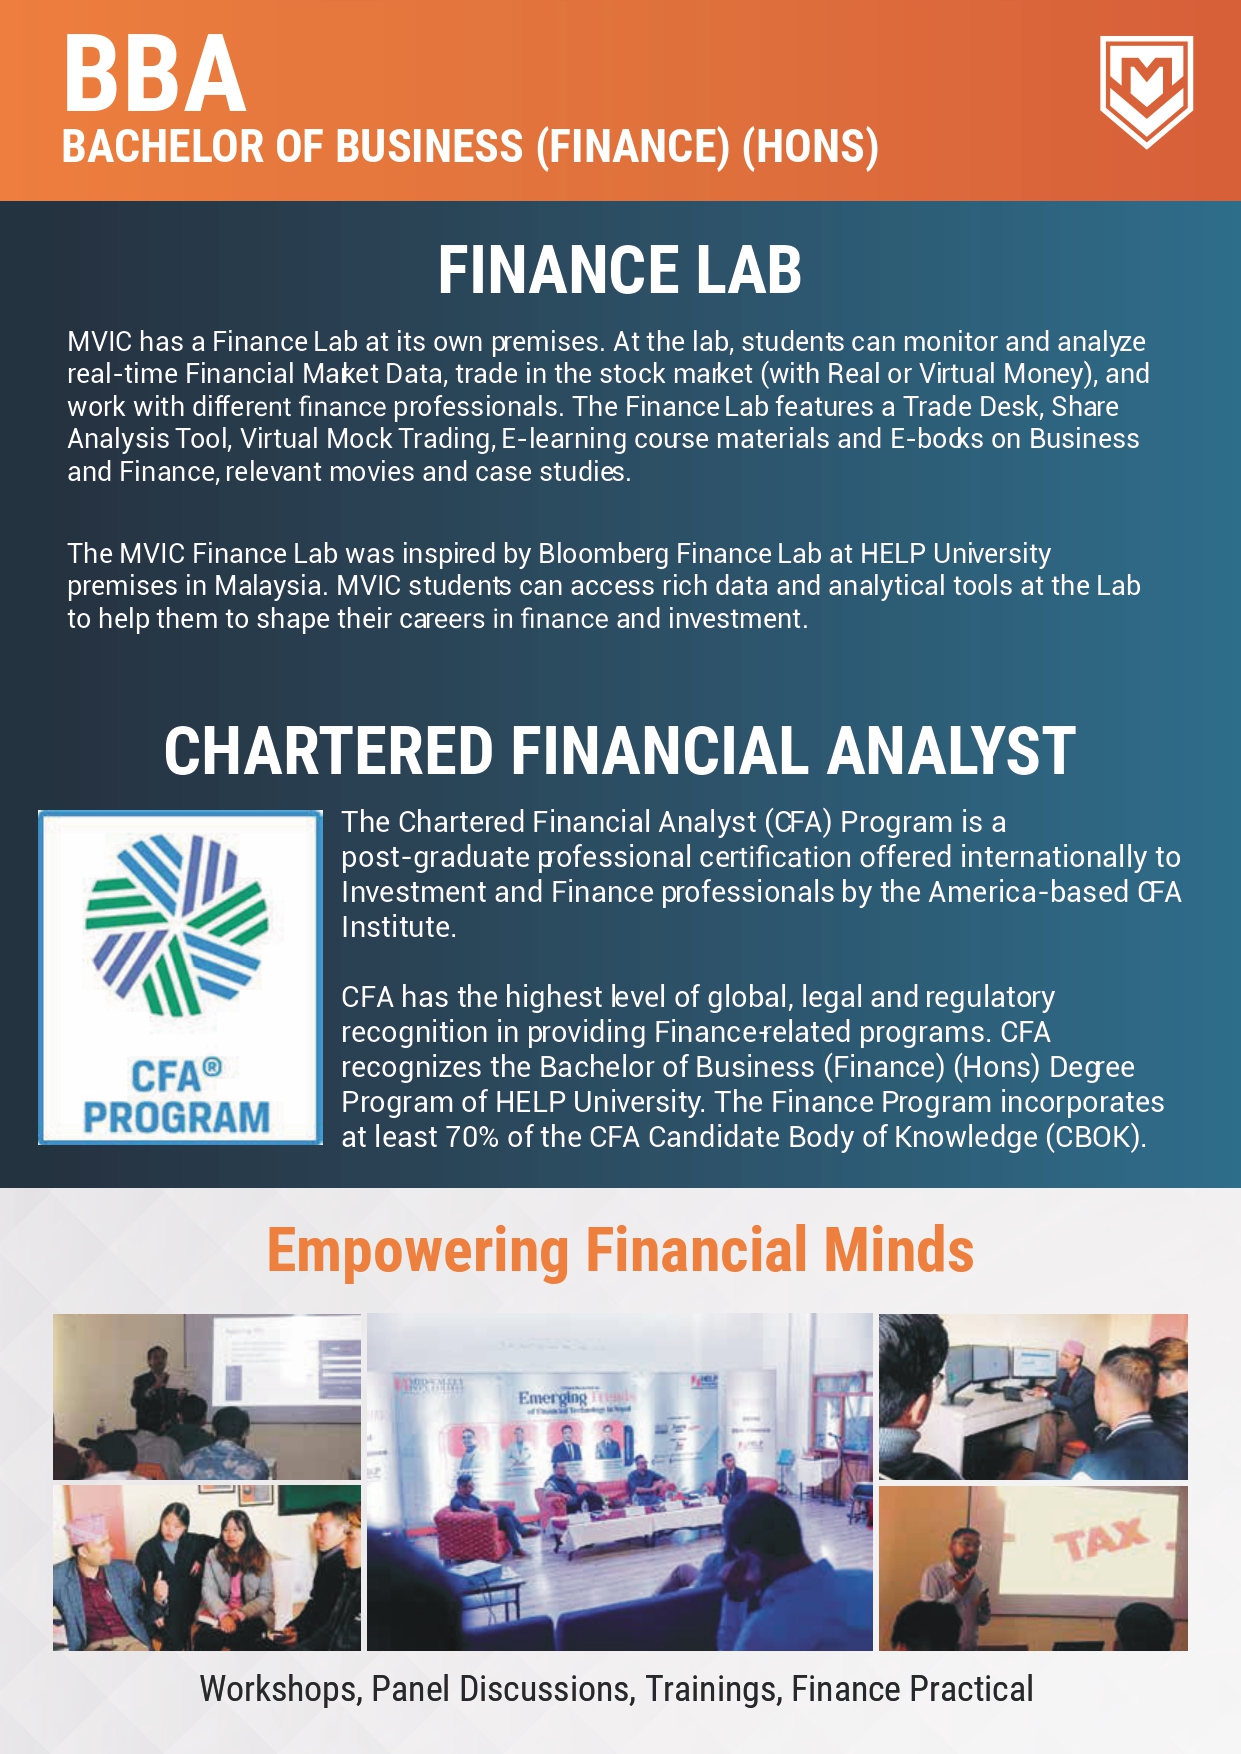 BBA
BACHELOR OF BUSINESS (FINANCE) (HONS)
FINANCE LAB
MVIC has a Finance Lab at its own premises. At the lab, students can monitor and analyze
real-time Financial Market Data, trade in the stock market (with Real or Virtual Money), and
work with different finance professionals. The Finance Lab features a Trade Desk, Share
Analysis Tool, Virtual Mock Trading, E-learning course materials and E-books on Business
and Finance, relevant movies and case studies.
The MVIC Finance Lab was inspired by Bloomberg Finance Lab at HELP University
premises in Malaysia. MVIC students can access rich data and analytical tools at the Lab
to help them to shape their careers in finance and investment.
CHARTERED FINANCIAL ANALYST
The Chartered Financial Analyst (CFA) Program is a
post-graduate professional certification offered internationally to
Investment and Finance professionals by the America-based CFA
Institute.
CFA has the highest level of global, legal and regulatory
recognition in providing Finance-related programs. CFA
recognizes the Bachelor of Business (Finance) (Hons) Degree
Program of HELP University. The Finance Program incorporates
at least 70% of the CFA Candidate Body of Knowledge (CBOK).
CFA®
PROGRAM
Empowering Financial Minds
Emerging Trends
of Financial Technology in Nepal
HELP
TAX
Workshops, Panel Discussions, Trainings, Finance Practical